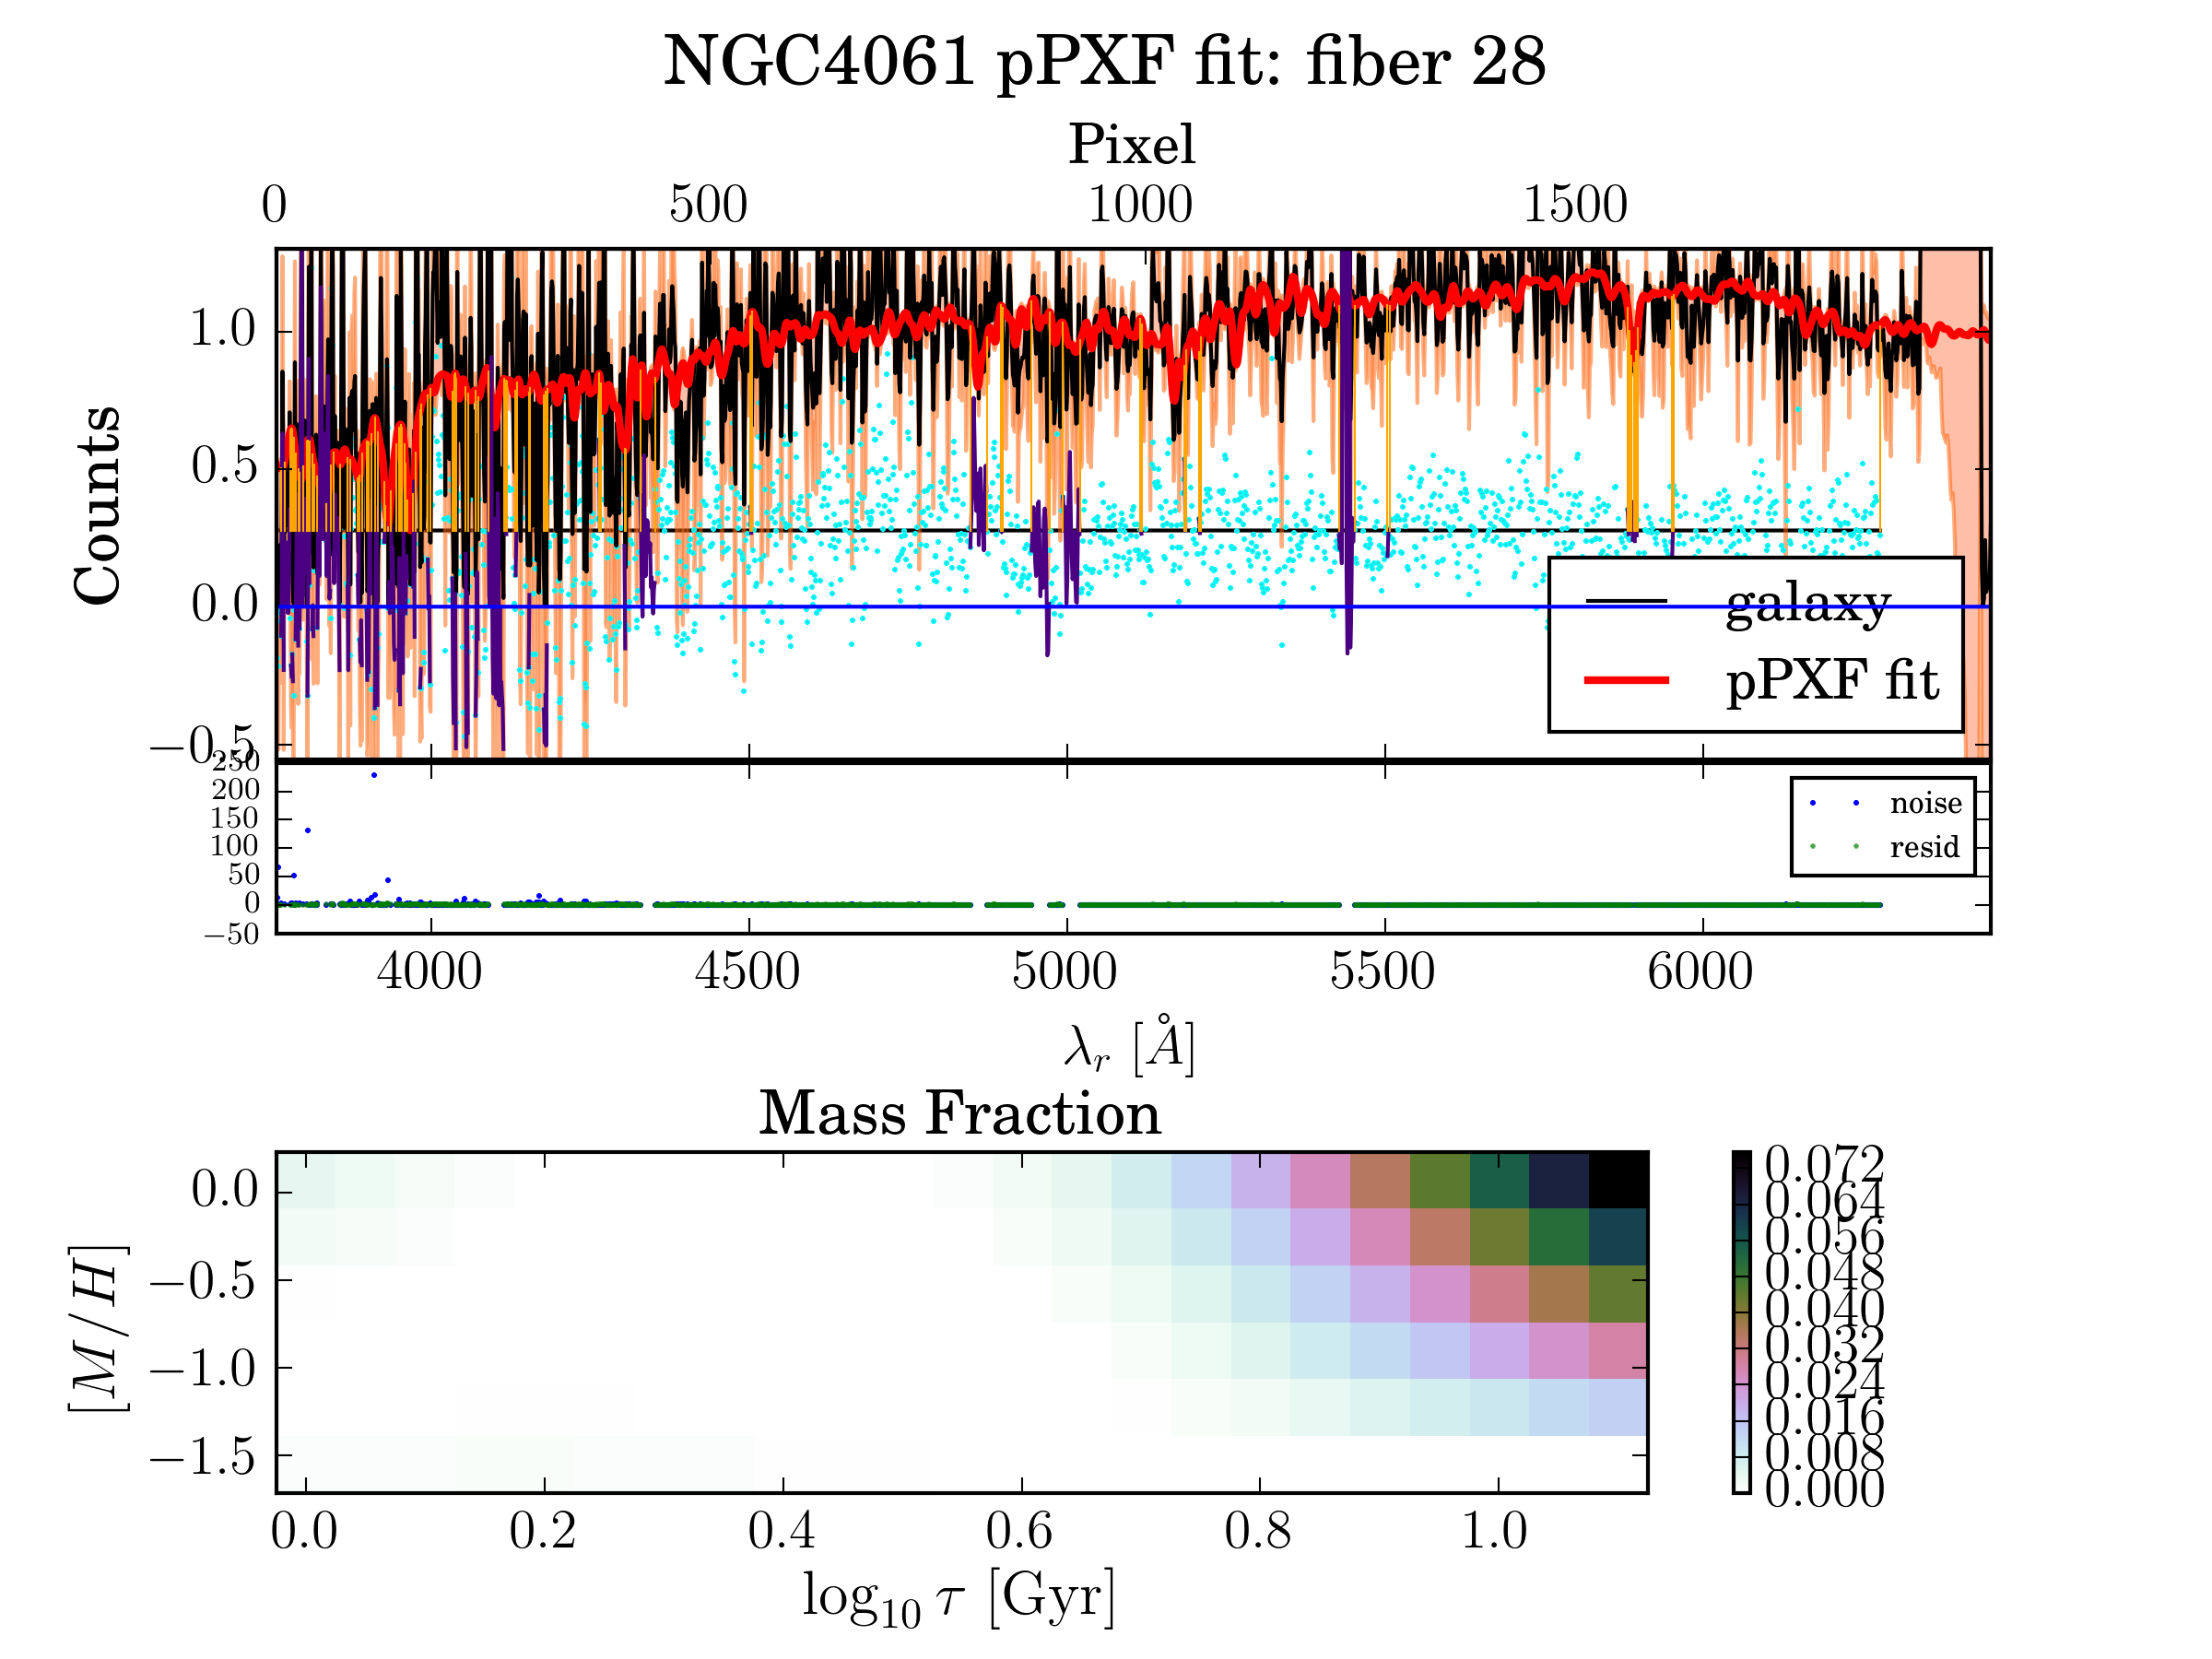 NGC4061 pPXF fit: fiber 28
Pixel
0 500 1000 1500
Counts
1.0
0.5
0.0
−0.5
galaxy
pPXF fit
250
200
150
100
50
0
−50
noise
resid
4000 4500 5000 5500 6000
λr [Å]
Mass Fraction
[M/H]
0.0
−0.5
−1.0
−1.5
0.072
0.064
0.056
0.048
0.040
0.032
0.024
0.016
0.008
0.000
0.0 0.2 0.4 0.6 0.8 1.0
log10 τ [Gyr]